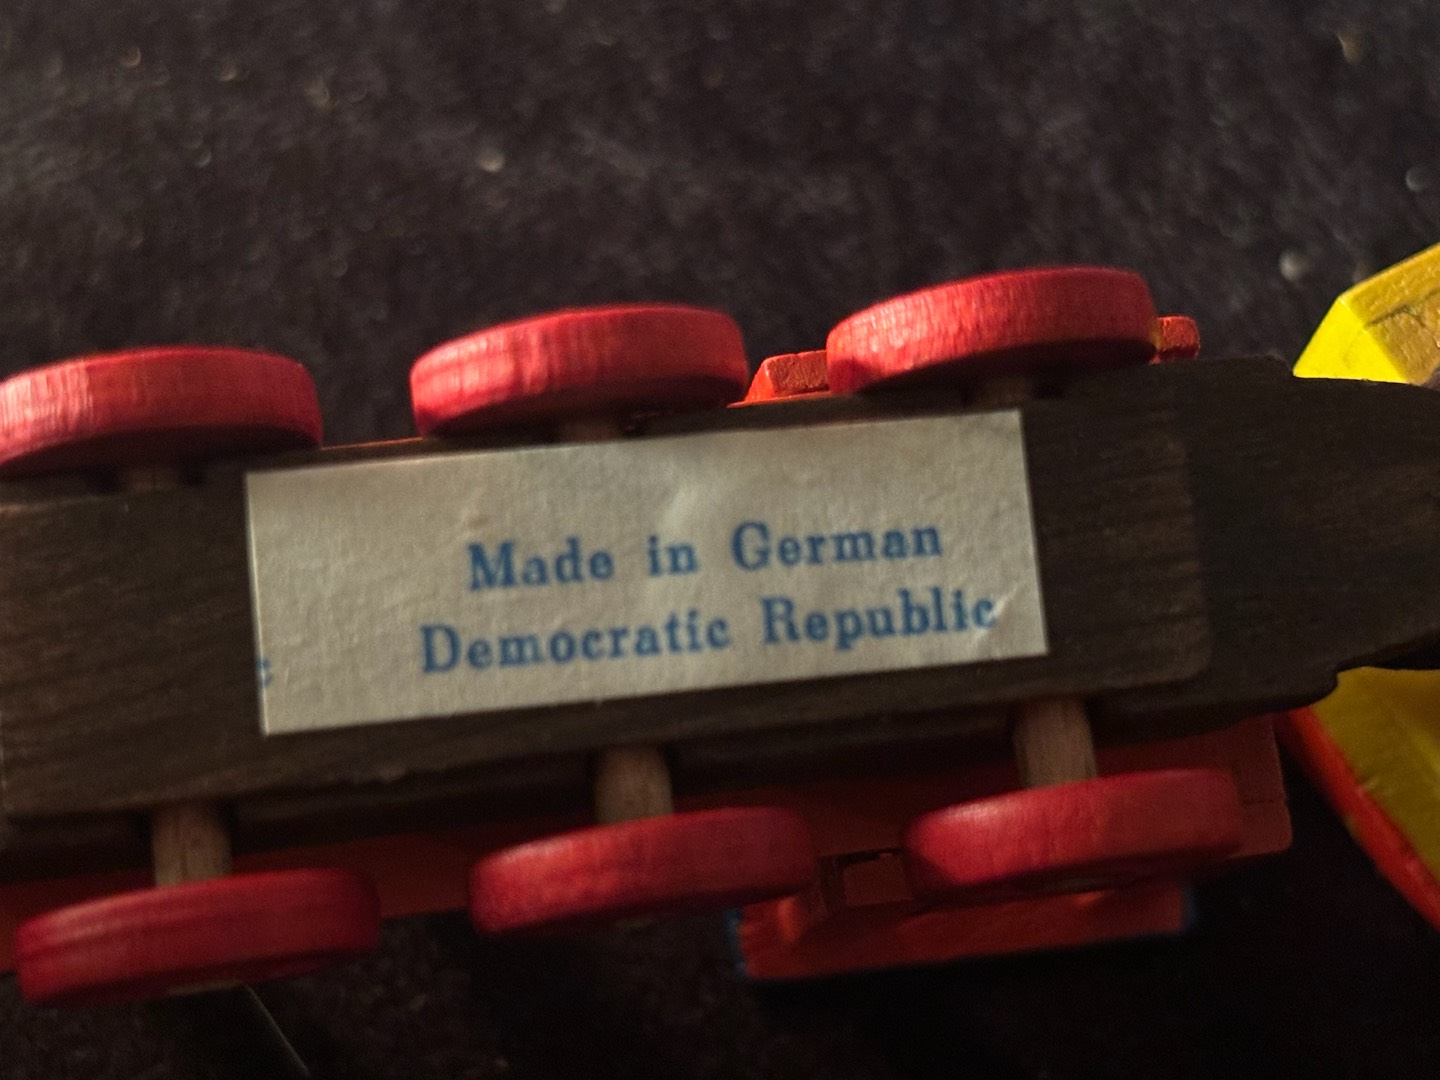 Made in German
Democratic Republic